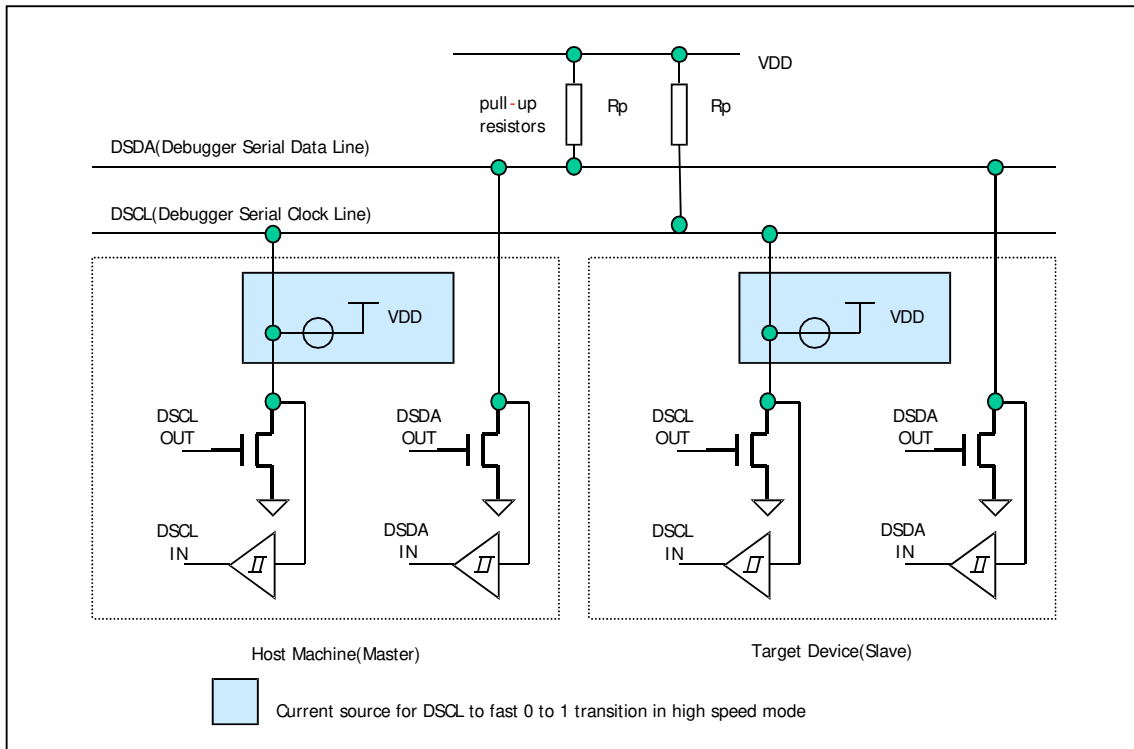 VDD
pull-up
resistors
Rp
Rp
DSDA(Debugger Serial Data Line)
DSCL(Debugger Serial Clock Line)
VDD
VDD
DSCL
OUT
DSDA
OUT
DSCL
OUT
DSDA
OUT
DSCL
IN
DSDA
IN
DSCL
IN
DSDA
IN
Host Machine(Master)
Target Device(Slave)
Current source for DSCL to fast 0 to 1 transition in high speed mode